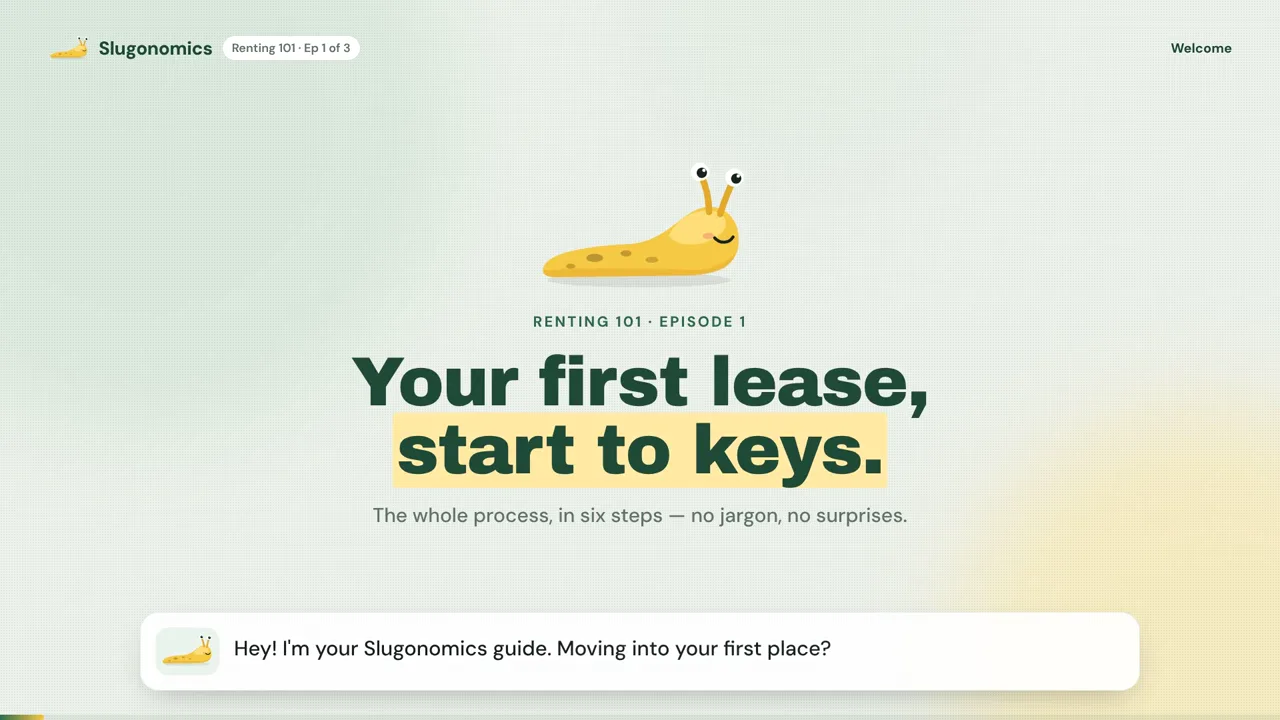 Slugonomics
Renting 101 · Ep 1 of 3
Welcome
RENTING 101 · EPISODE 1
Your first lease,
start to keys.
The whole process, in six steps — no jargon, no surprises.
Hey! I'm your Slugonomics guide. Moving into your first place?